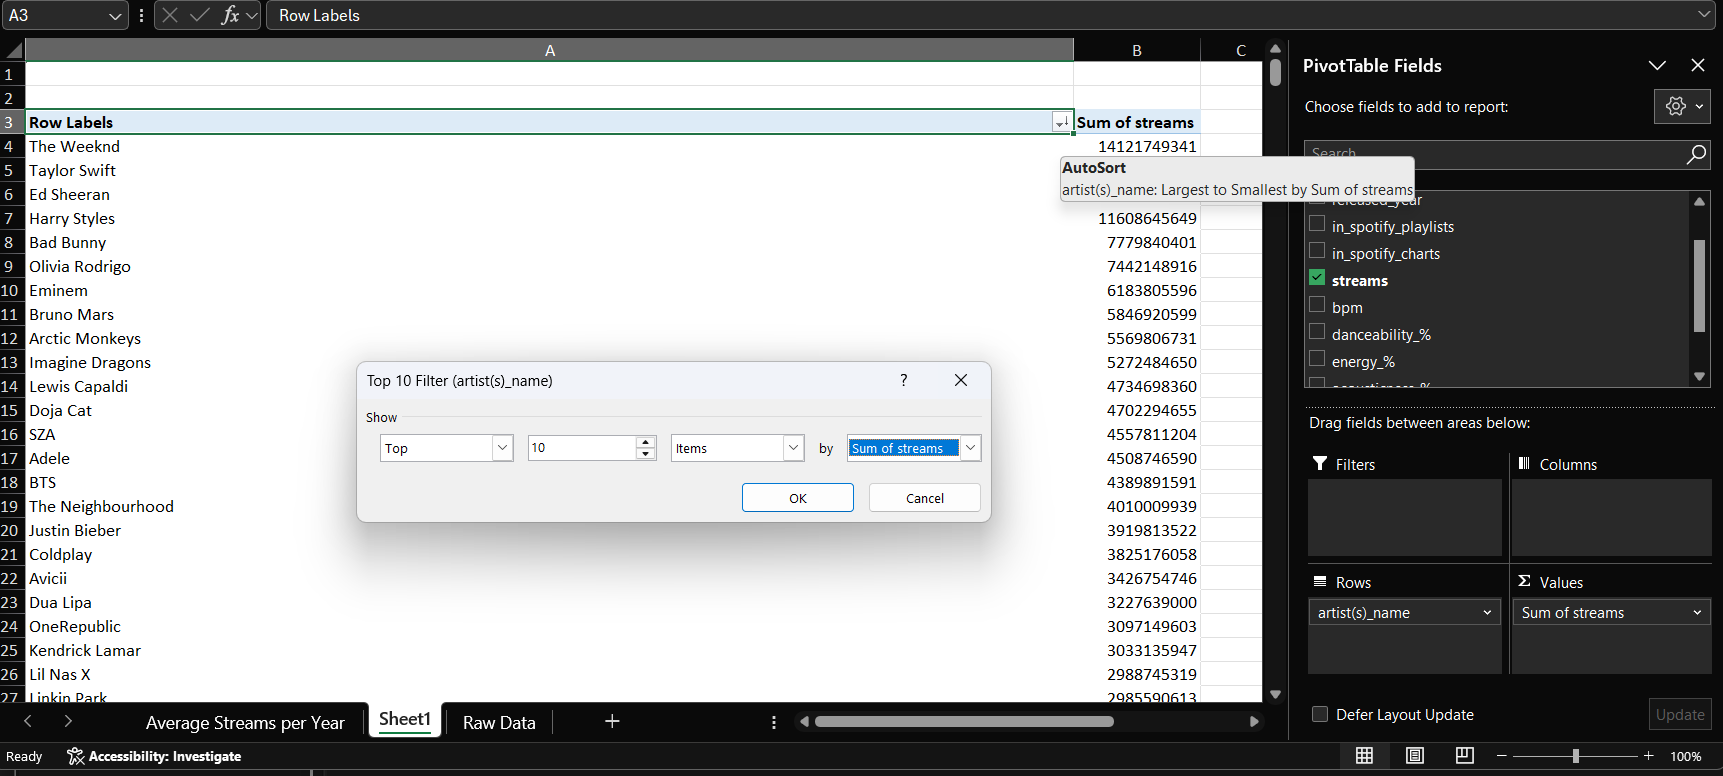 A3
fx
Row Labels
A B C
1
2
3 Row Labels Sum of streams
4 The Weeknd 14121749341
5 Taylor Swift
6 Ed Sheeran
7 Harry Styles 11608645649
8 Bad Bunny 7779840401
9 Olivia Rodrigo 7442148916
10 Eminem 6183805596
11 Bruno Mars 5846920599
12 Arctic Monkeys 5569806731
13 Imagine Dragons 5272484650
14 Lewis Capaldi 4734698360
15 Doja Cat 4702294655
16 SZA 4557811204
17 Adele 4508746590
18 BTS 4389891591
19 The Neighbourhood 4010009939
20 Justin Bieber 3919813522
21 Coldplay 3825176058
22 Avicii 3426754746
23 Dua Lipa 3227639000
24 OneRepublic 3097149603
25 Kendrick Lamar 3033135947
26 Lil Nas X 2988745319
27 Linkin Park 2985590613
AutoSort
artist(s)_name: Largest to Smallest by Sum of streams
Top 10 Filter (artist(s)_name) ?
Show
Top 10 Items by Sum of streams
OK Cancel
PivotTable Fields
Choose fields to add to report:
Search
released_year
in_spotify_playlists
in_spotify_charts
streams
bpm
danceability_%
energy_%
acousticness_%
Drag fields between areas below:
Filters Columns
Rows Σ Values
artist(s)_name Sum of streams
Defer Layout Update Update
Average Streams per Year Sheet1 Raw Data
Ready Accessibility: Investigate 100%